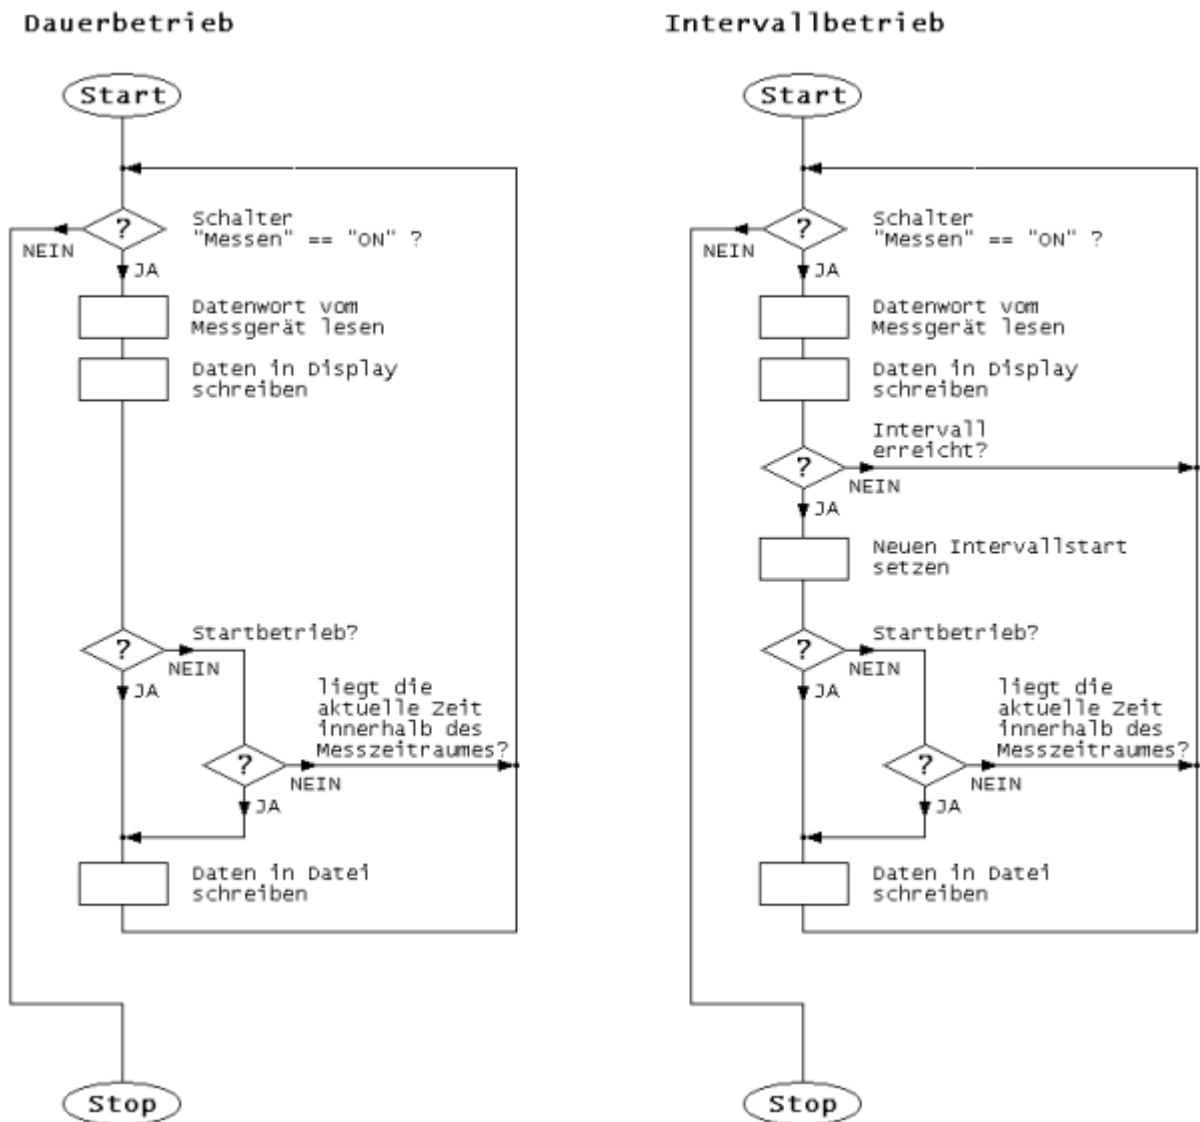 Dauerbetrieb
Start
?
Schalter
"Messen" == "ON" ?
NEIN
JA
Datenwort vom
Messgerät lesen
Daten in Display
schreiben
Startbetrieb?
?
NEIN
JA
liegt die
aktuelle Zeit
innerhalb des
Messzeitraumes?
?
NEIN
JA
Daten in Datei
schreiben
Stop
Intervallbetrieb
Start
?
Schalter
"Messen" == "ON" ?
NEIN
JA
Datenwort vom
Messgerät lesen
Daten in Display
schreiben
Intervall
erreicht?
?
NEIN
JA
Neuen Intervallstart
setzen
Startbetrieb?
?
NEIN
JA
liegt die
aktuelle Zeit
innerhalb des
Messzeitraumes?
?
NEIN
JA
Daten in Datei
schreiben
Stop